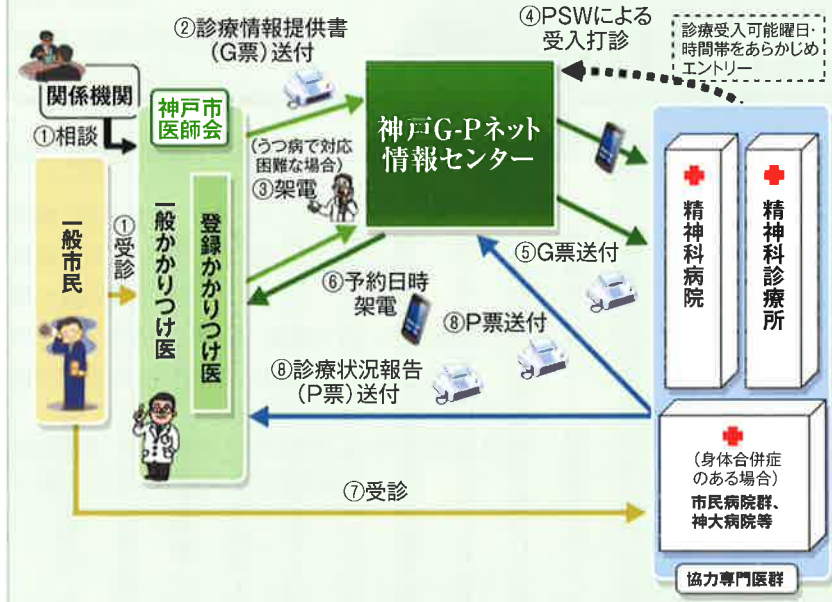 ②診療情報提供書
(G票)送付
④PSWによる
受入打診
診療受入可能曜日・
時間帯をあらかじめ
エントリー
関係機関
①相談
神戸市
医師会
(うつ病で対応
困難な場合)
③架電
神戸G-Pネット
情報センター
一般市民
①受診
一般かかりつけ医
登録かかりつけ医
精神科病院
精神科診療所
⑤G票送付
⑥予約日時
架電
⑧P票送付
⑧診療状況報告
(P票)送付
⑦受診
(身体合併症
のある場合)
市民病院群、
神大病院等
協力専門医群